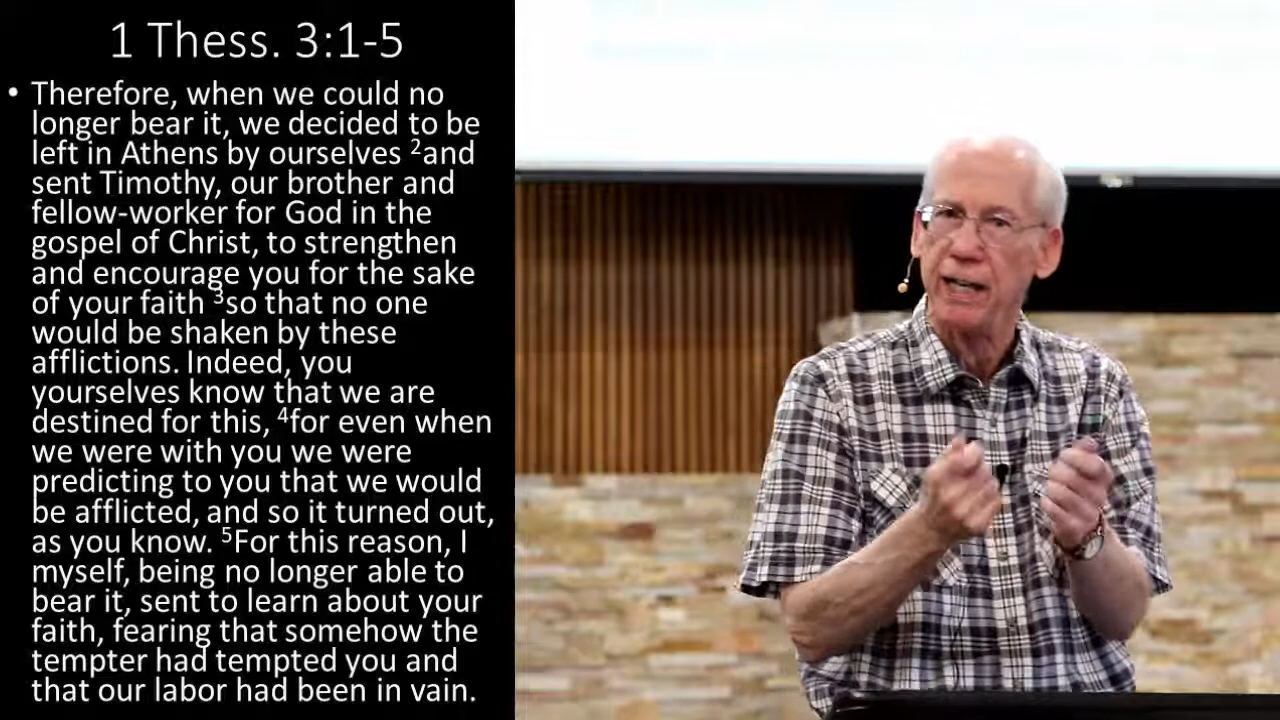 1 Thess. 3:1-5
• Therefore, when we could no
longer bear it, we decided to be
left in Athens by ourselves ²and
sent Timothy, our brother and
fellow-worker for God in the
gospel of Christ, to strengthen
and encourage you for the sake
of your faith ³so that no one
would be shaken by these
afflictions. Indeed, you
yourselves know that we are
destined for this, ⁴for even when
we were with you we were
predicting to you that we would
be afflicted, and so it turned out,
as you know. ⁵For this reason, I
myself, being no longer able to
bear it, sent to learn about your
faith, fearing that somehow the
tempter had tempted you and
that our labor had been in vain.